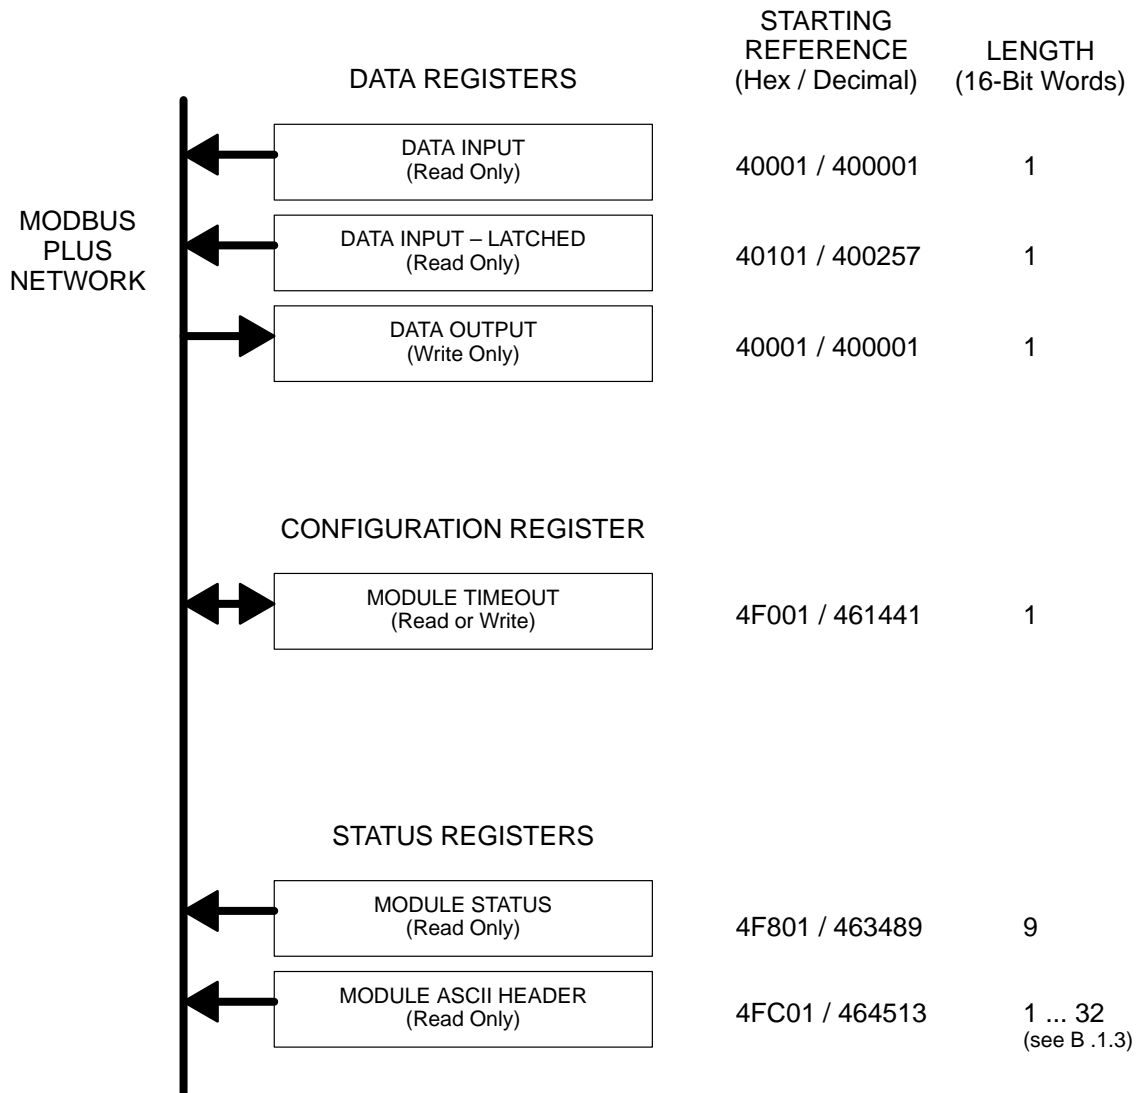 STARTING
REFERENCE
(Hex / Decimal)
LENGTH
(16-Bit Words)
DATA REGISTERS
DATA INPUT
(Read Only)
40001 / 400001
1
MODBUS
PLUS
NETWORK
DATA INPUT – LATCHED
(Read Only)
40101 / 400257
1
DATA OUTPUT
(Write Only)
40001 / 400001
1
CONFIGURATION REGISTER
MODULE TIMEOUT
(Read or Write)
4F001 / 461441
1
STATUS REGISTERS
MODULE STATUS
(Read Only)
4F801 / 463489
9
MODULE ASCII HEADER
(Read Only)
4FC01 / 464513
1 ... 32
(see B .1.3)